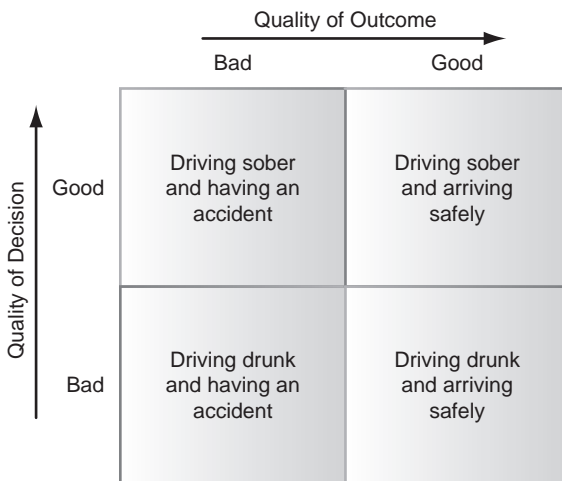 Quality of Outcome
Bad
Good
Quality of Decision
Good
Driving sober
and having an
accident
Driving sober
and arriving
safely
Bad
Driving drunk
and having an
accident
Driving drunk
and arriving
safely